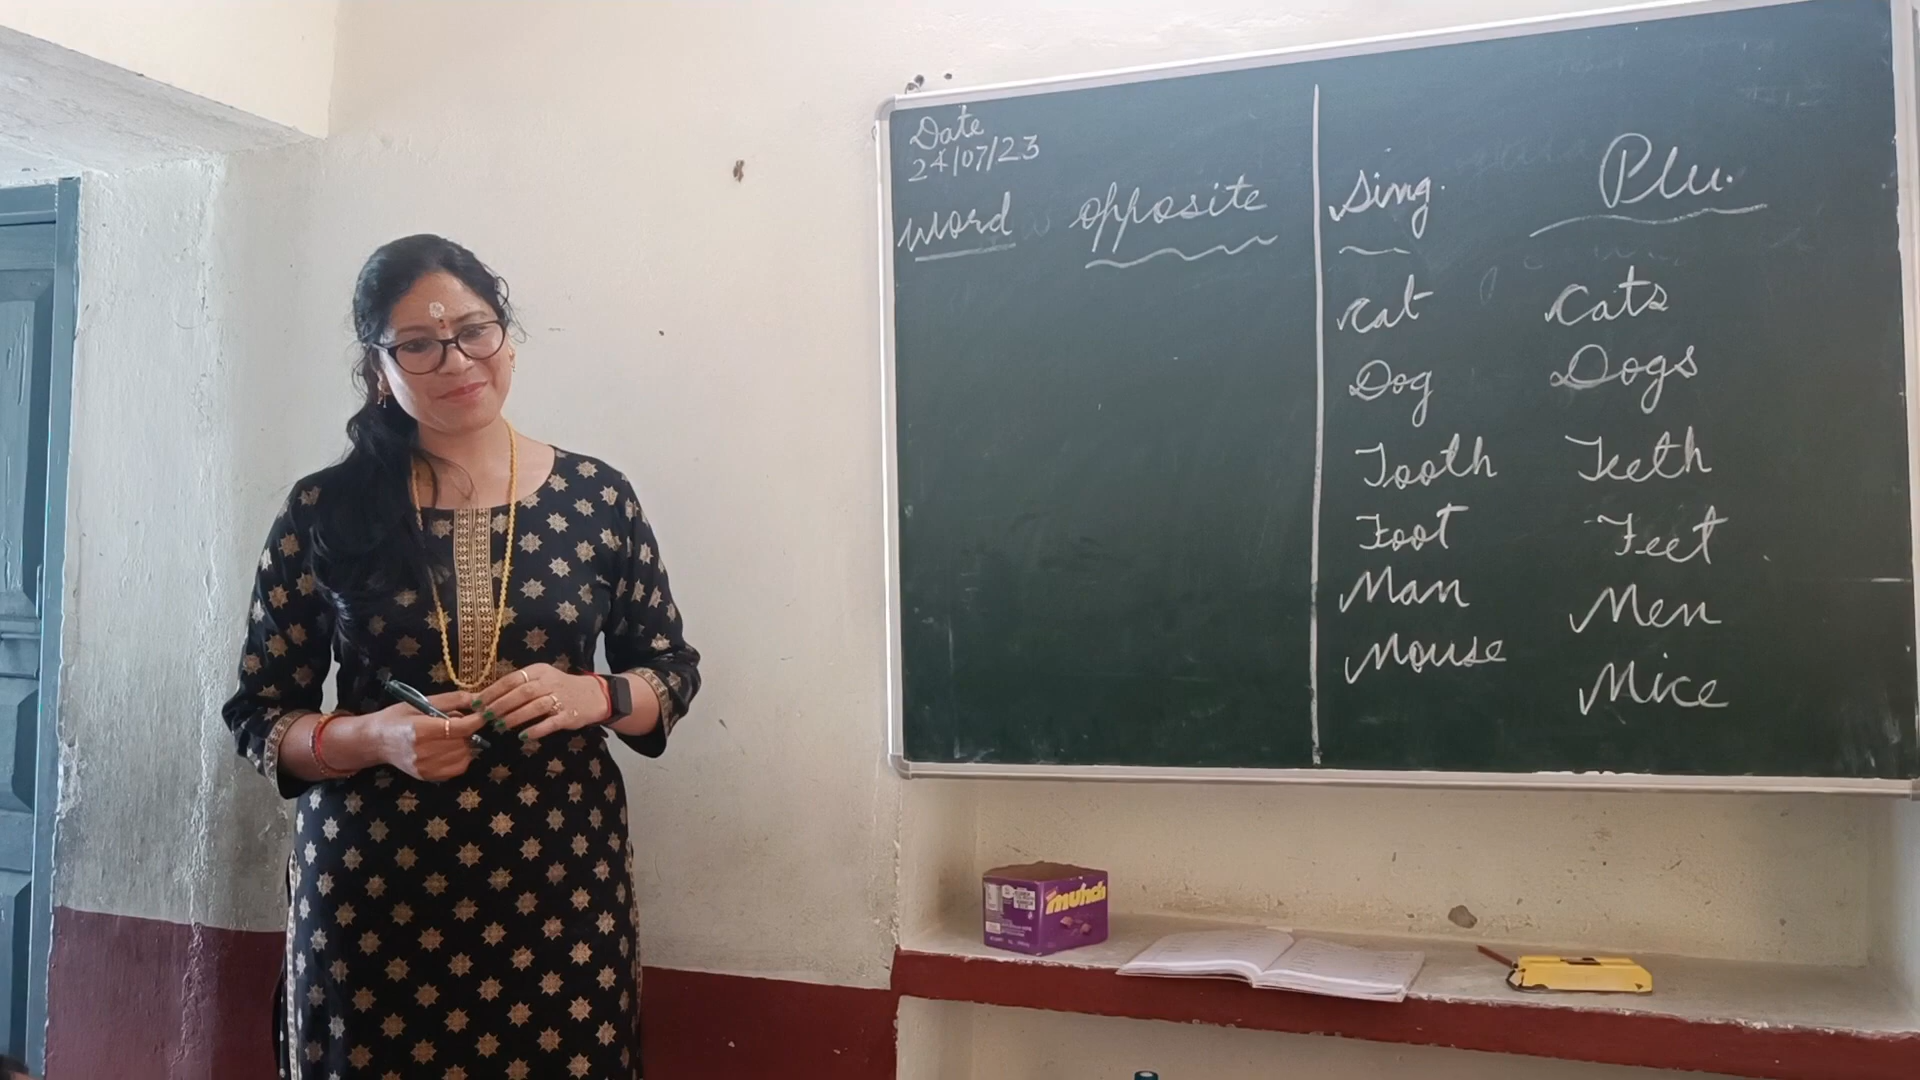 Date
24/07/23
Word opposite
Sing. Plu.
Cat Cats
Dog Dogs
Tooth Teeth
Foot Feet
Man Men
Mouse Mice
munch